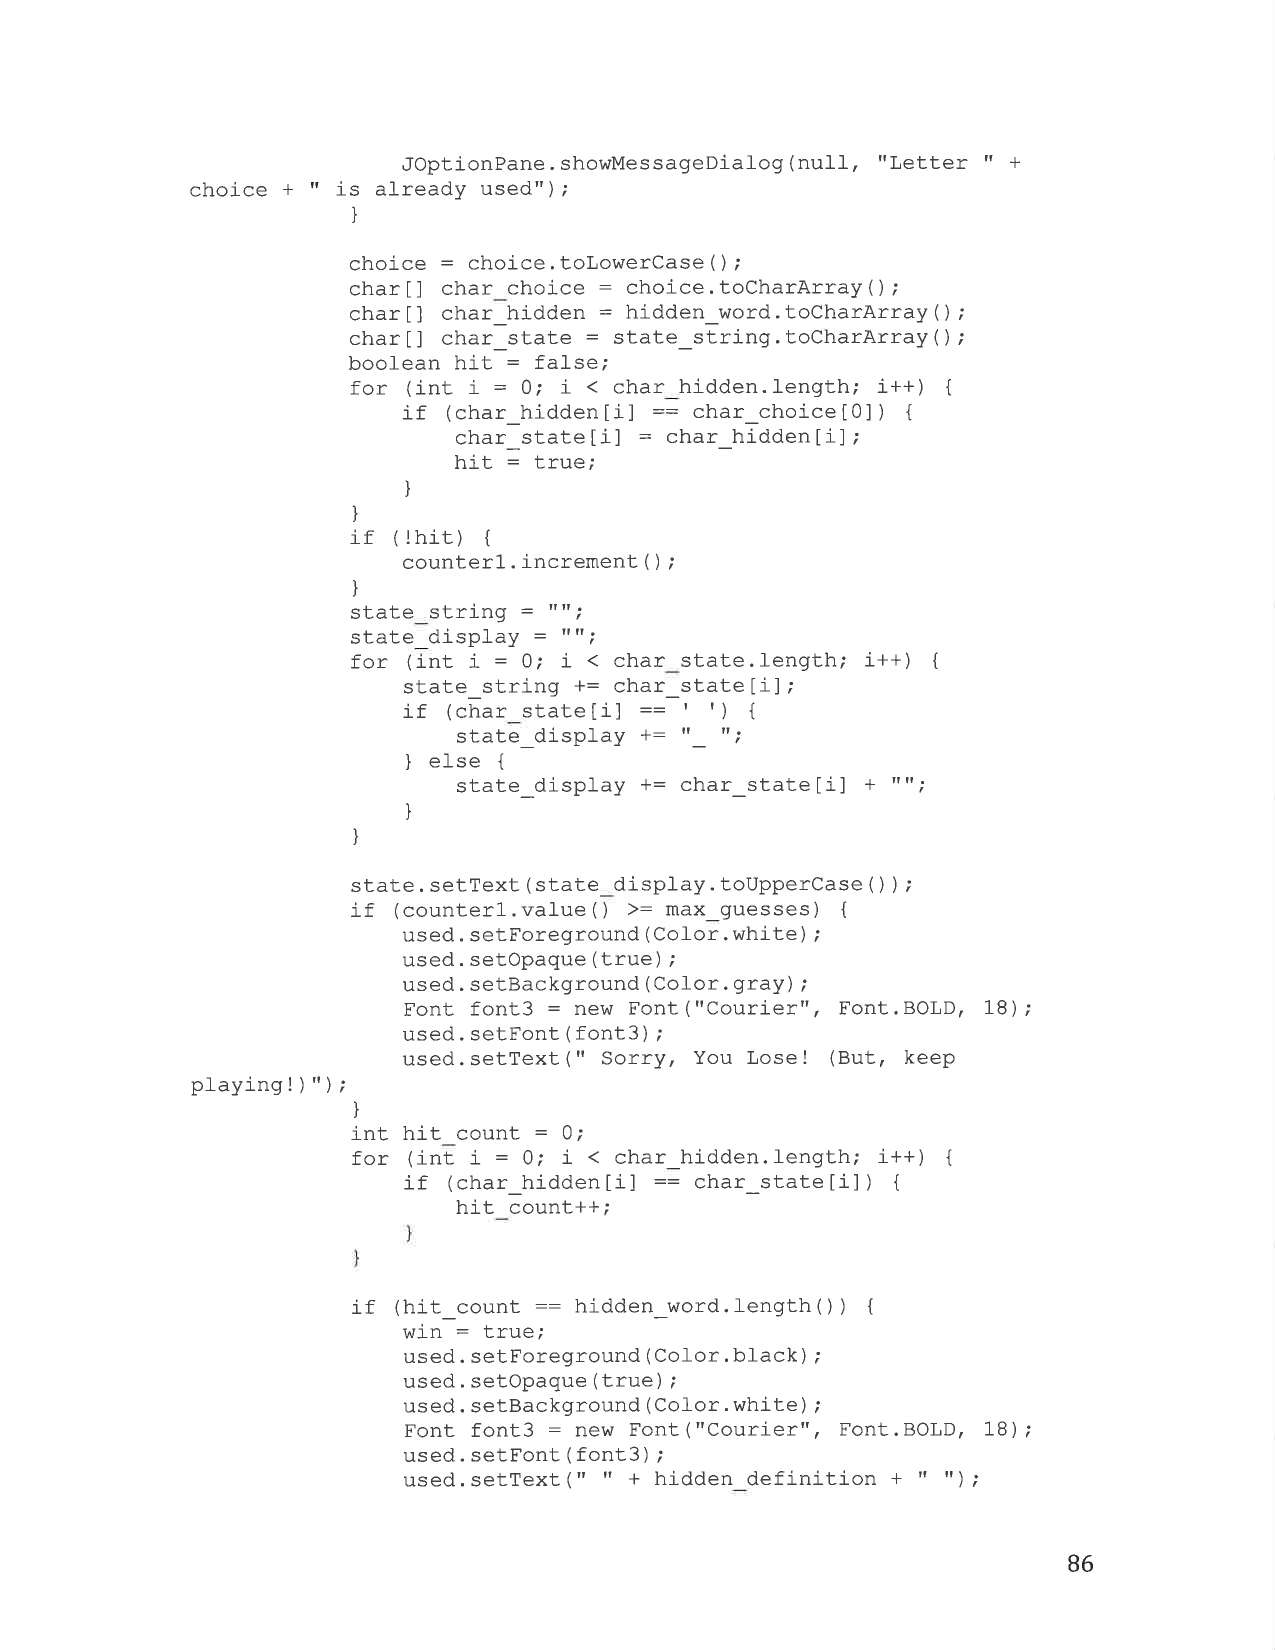 JOptionPane.showMessageDialog(null, "Letter " +
choice + " is already used");
}
choice = choice.toLowerCase();
char[] char_choice = choice.toCharArray();
char[] char_hidden = hidden_word.toCharArray();
char[] char_state = state_string.toCharArray();
boolean hit = false;
for (int i = 0; i < char_hidden.length; i++) {
if (char_hidden[i] == char_choice[0]) {
char_state[i] = char_hidden[i];
hit = true;
}
}
if (!hit) {
counter1.increment();
}
state_string = "";
state_display = "";
for (int i = 0; i < char_state.length; i++) {
state_string += char_state[i];
if (char_state[i] == ' ') {
state_display += "_ ";
} else {
state_display += char_state[i] + "";
}
}
state.setText(state_display.toUpperCase());
if (counter1.value() >= max_guesses) {
used.setForeground(Color.white);
used.setOpaque(true);
used.setBackground(Color.gray);
Font font3 = new Font("Courier", Font.BOLD, 18);
used.setFont(font3);
used.setText(" Sorry, You Lose! (But, keep
playing!)");
}
int hit_count = 0;
for (int i = 0; i < char_hidden.length; i++) {
if (char_hidden[i] == char_state[i]) {
hit_count++;
}
}
if (hit_count == hidden_word.length()) {
win = true;
used.setForeground(Color.black);
used.setOpaque(true);
used.setBackground(Color.white);
Font font3 = new Font("Courier", Font.BOLD, 18);
used.setFont(font3);
used.setText(" " + hidden_definition + " ");
86